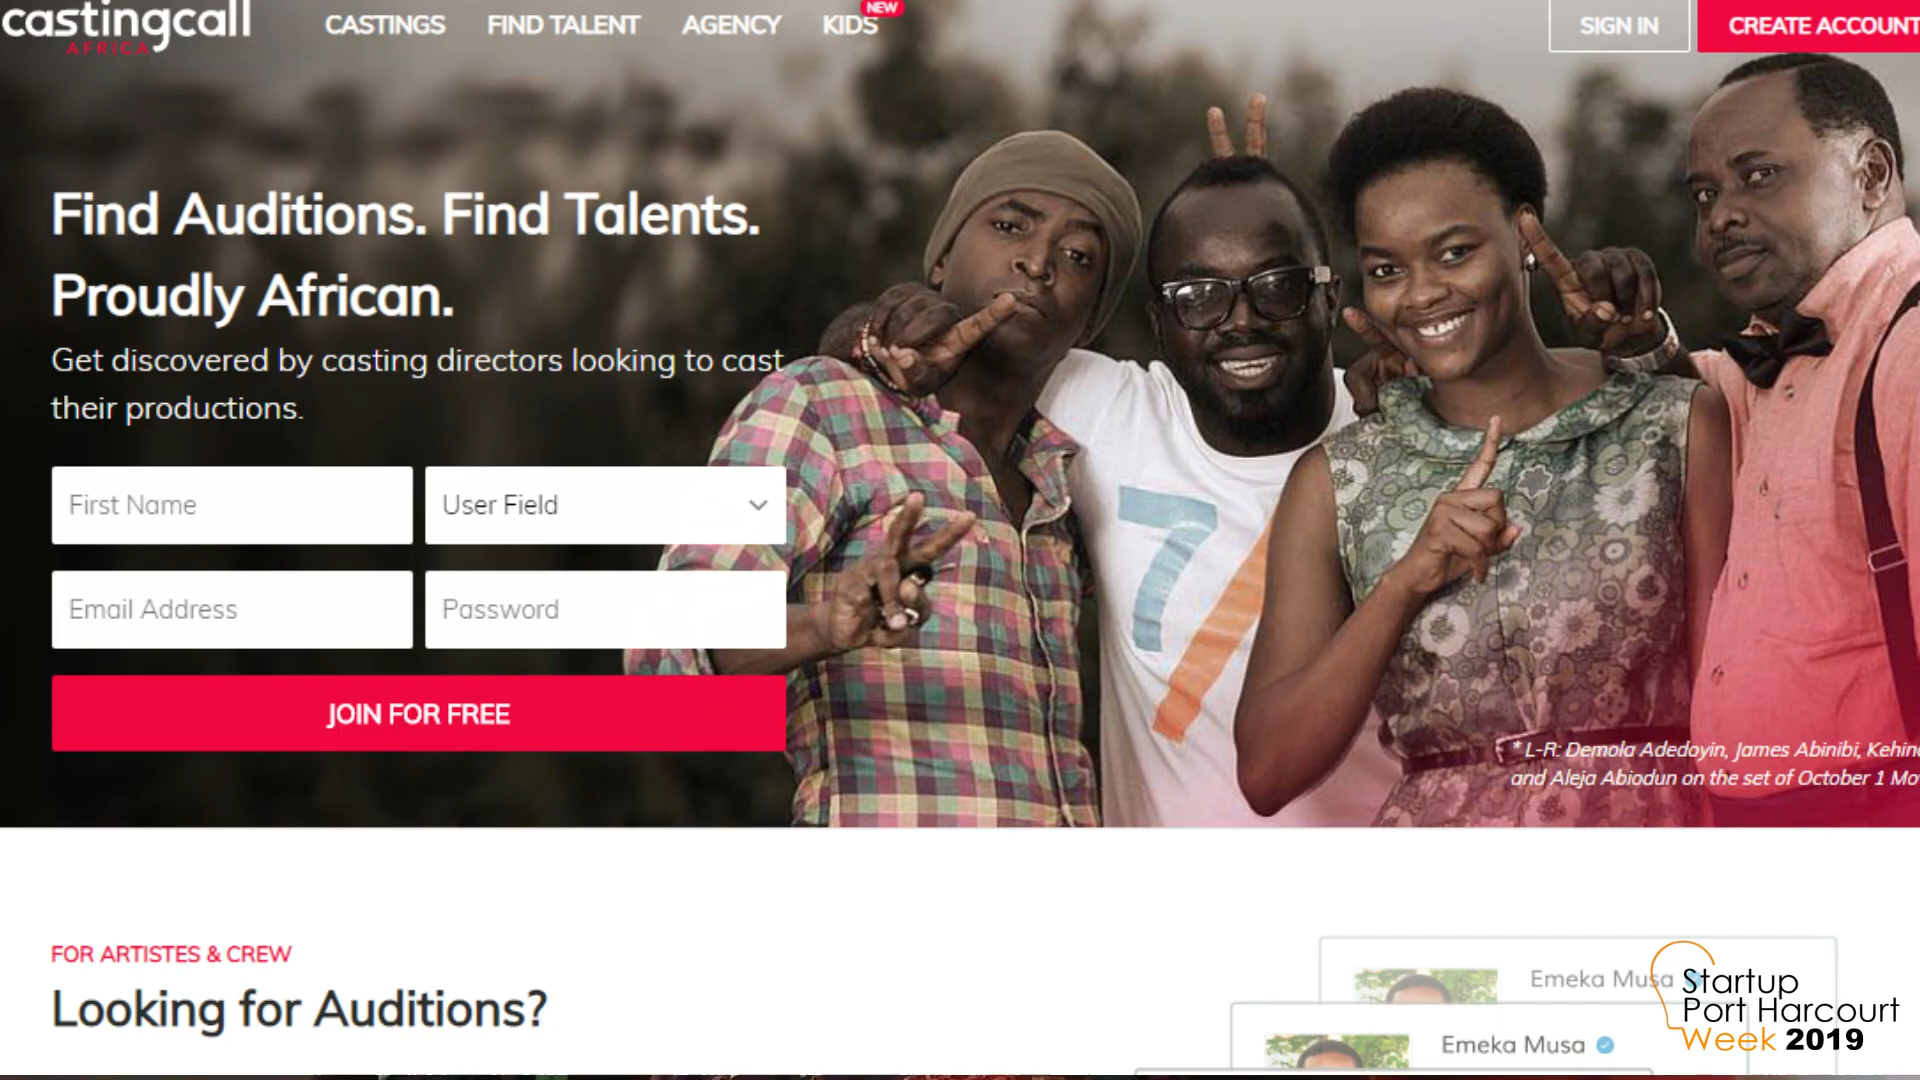 castingcall
AFRICA
CASTINGS
FIND TALENT
AGENCY
KIDS
NEW
SIGN IN
CREATE ACCOUNT
Find Auditions. Find Talents.
Proudly African.
Get discovered by casting directors looking to cast
their productions.
First Name
User Field
Email Address
Password
JOIN FOR FREE
7
* L-R: Demola Adedoyin, James Abinibi,
and Aleja Abiodun on the set of October 1
FOR ARTISTES & CREW
Looking for Auditions?
Emeka Musa
Emeka Musa
Startup
Port Harcourt
Week 2019